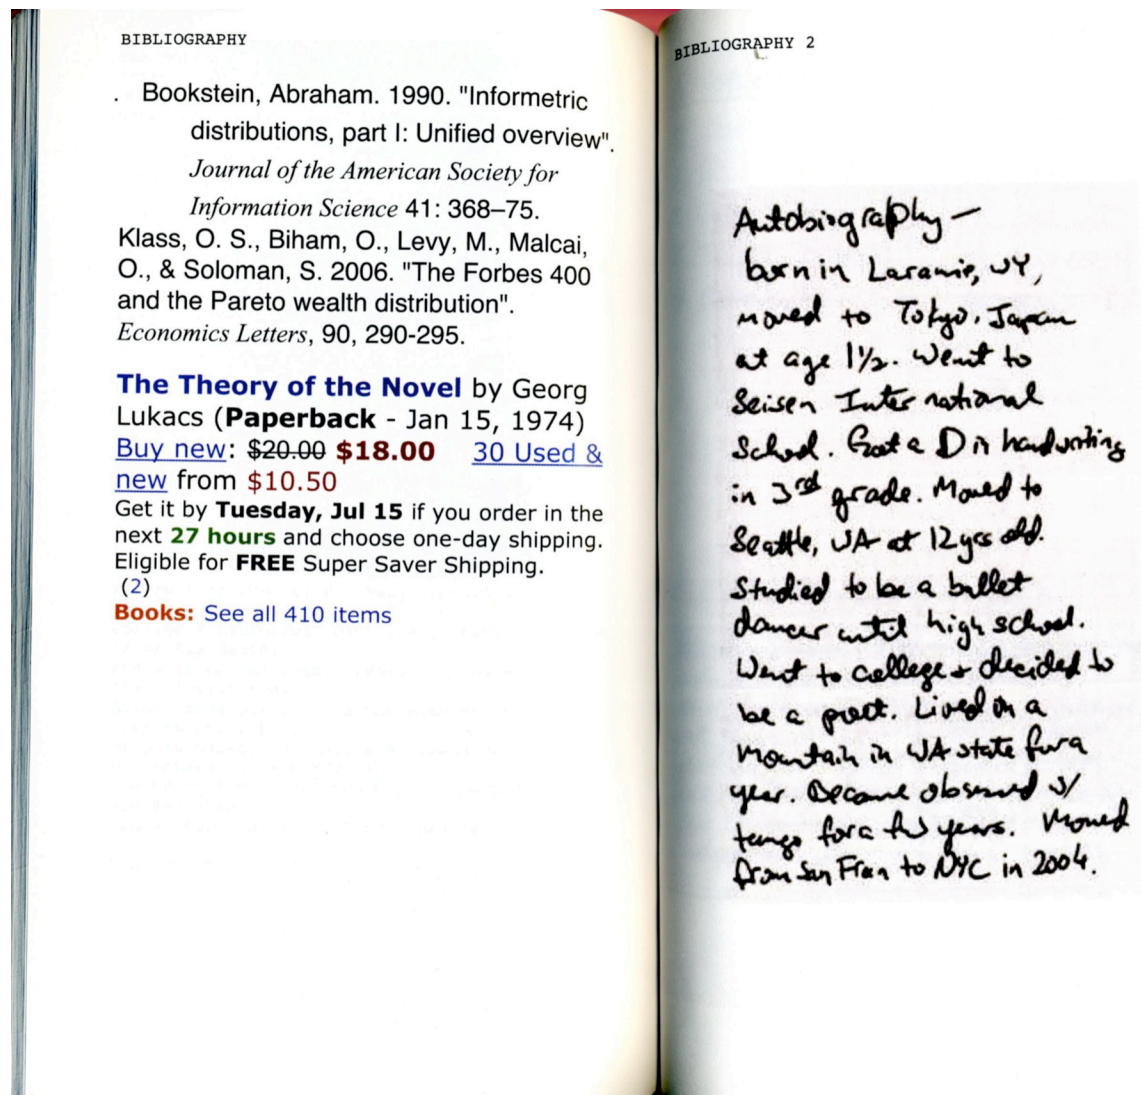 BIBLIOGRAPHY
. Bookstein, Abraham. 1990. "Informetric
distributions, part I: Unified overview".
Journal of the American Society for
Information Science 41: 368–75.
Klass, O. S., Biham, O., Levy, M., Malcai,
O., & Soloman, S. 2006. "The Forbes 400
and the Pareto wealth distribution".
Economics Letters, 90, 290-295.
The Theory of the Novel by Georg
Lukacs (Paperback - Jan 15, 1974)
Buy new: $20.00 $18.00 30 Used &
new from $10.50
Get it by Tuesday, Jul 15 if you order in the
next 27 hours and choose one-day shipping.
Eligible for FREE Super Saver Shipping.
(2)
Books: See all 410 items
BIBLIOGRAPHY 2
Autobiography –
born in Laramie, WY,
moved to Tokyo, Japan
at age 1½. Went to
Seisen International
School. Got a D in handwriting
in 3rd grade. Moved to
Seattle, WA at 12 yrs old.
Studied to be a ballet
dancer until high school.
Went to college + decided to
be a poet. Lived on a
mountain in WA state for a
year. Became obsessed w/
tango for a few years. Moved
from San Fran to NYC in 2004.